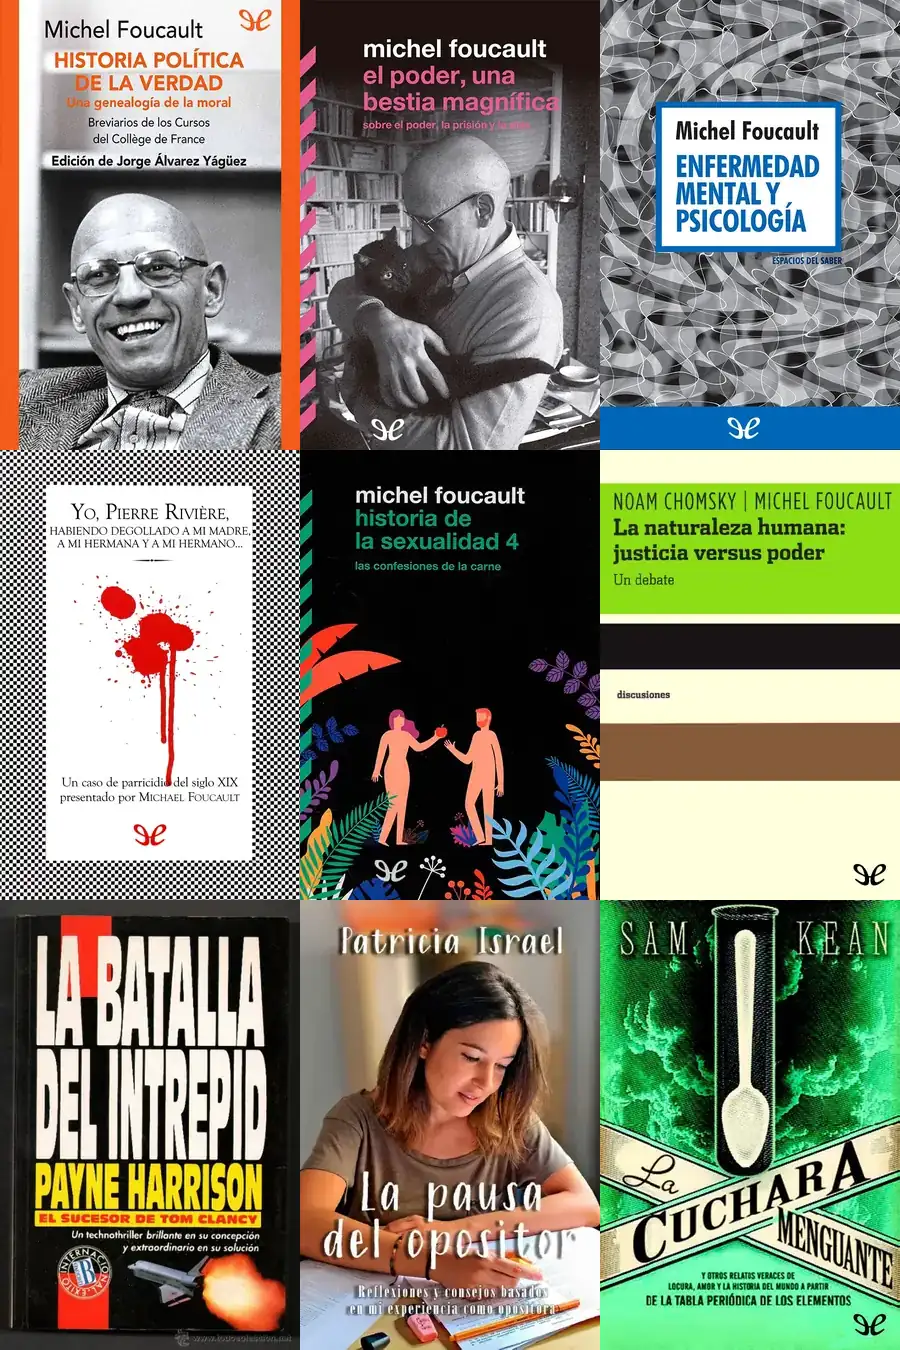 Michel Foucault
HISTORIA POLÍTICA
DE LA VERDAD
Una genealogía de la moral
Breviarios de los Cursos
del Collège de France
Edición de Jorge Álvarez Yágüez
michel foucault
el poder, una
bestia magnífica
sobre el poder, la prisión y la vida
Michel Foucault
ENFERMEDAD
MENTAL Y
PSICOLOGÍA
ESPACIOS DEL SABER
YO, PIERRE RIVIÈRE,
HABIENDO DEGOLLADO A MI MADRE,
A MI HERMANA Y A MI HERMANO...
Un caso de parricidio del siglo XIX
presentado por MICHAEL FOUCAULT
michel foucault
historia de
la sexualidad 4
las confesiones de la carne
NOAM CHOMSKY | MICHEL FOUCAULT
La naturaleza humana:
justicia versus poder
Un debate
discusiones
LA BATALLA
DEL INTREPID
PAYNE HARRISON
EL SUCESOR DE TOM CLANCY
Un technothriller brillante en su concepción
y extraordinario en su solución
INTERNACIONAL
B
EXITO
www.todocoleccion.net
Patricia Israel
La pausa
del opositor
Reflexiones y consejos basados
en mi experiencia como opositora
SAM KEAN
La
CUCHARA
MENGUANTE
Y OTROS RELATOS VERACES DE
LOCURA, AMOR Y LA HISTORIA DEL MUNDO A PARTIR
DE LA TABLA PERIÓDICA DE LOS ELEMENTOS